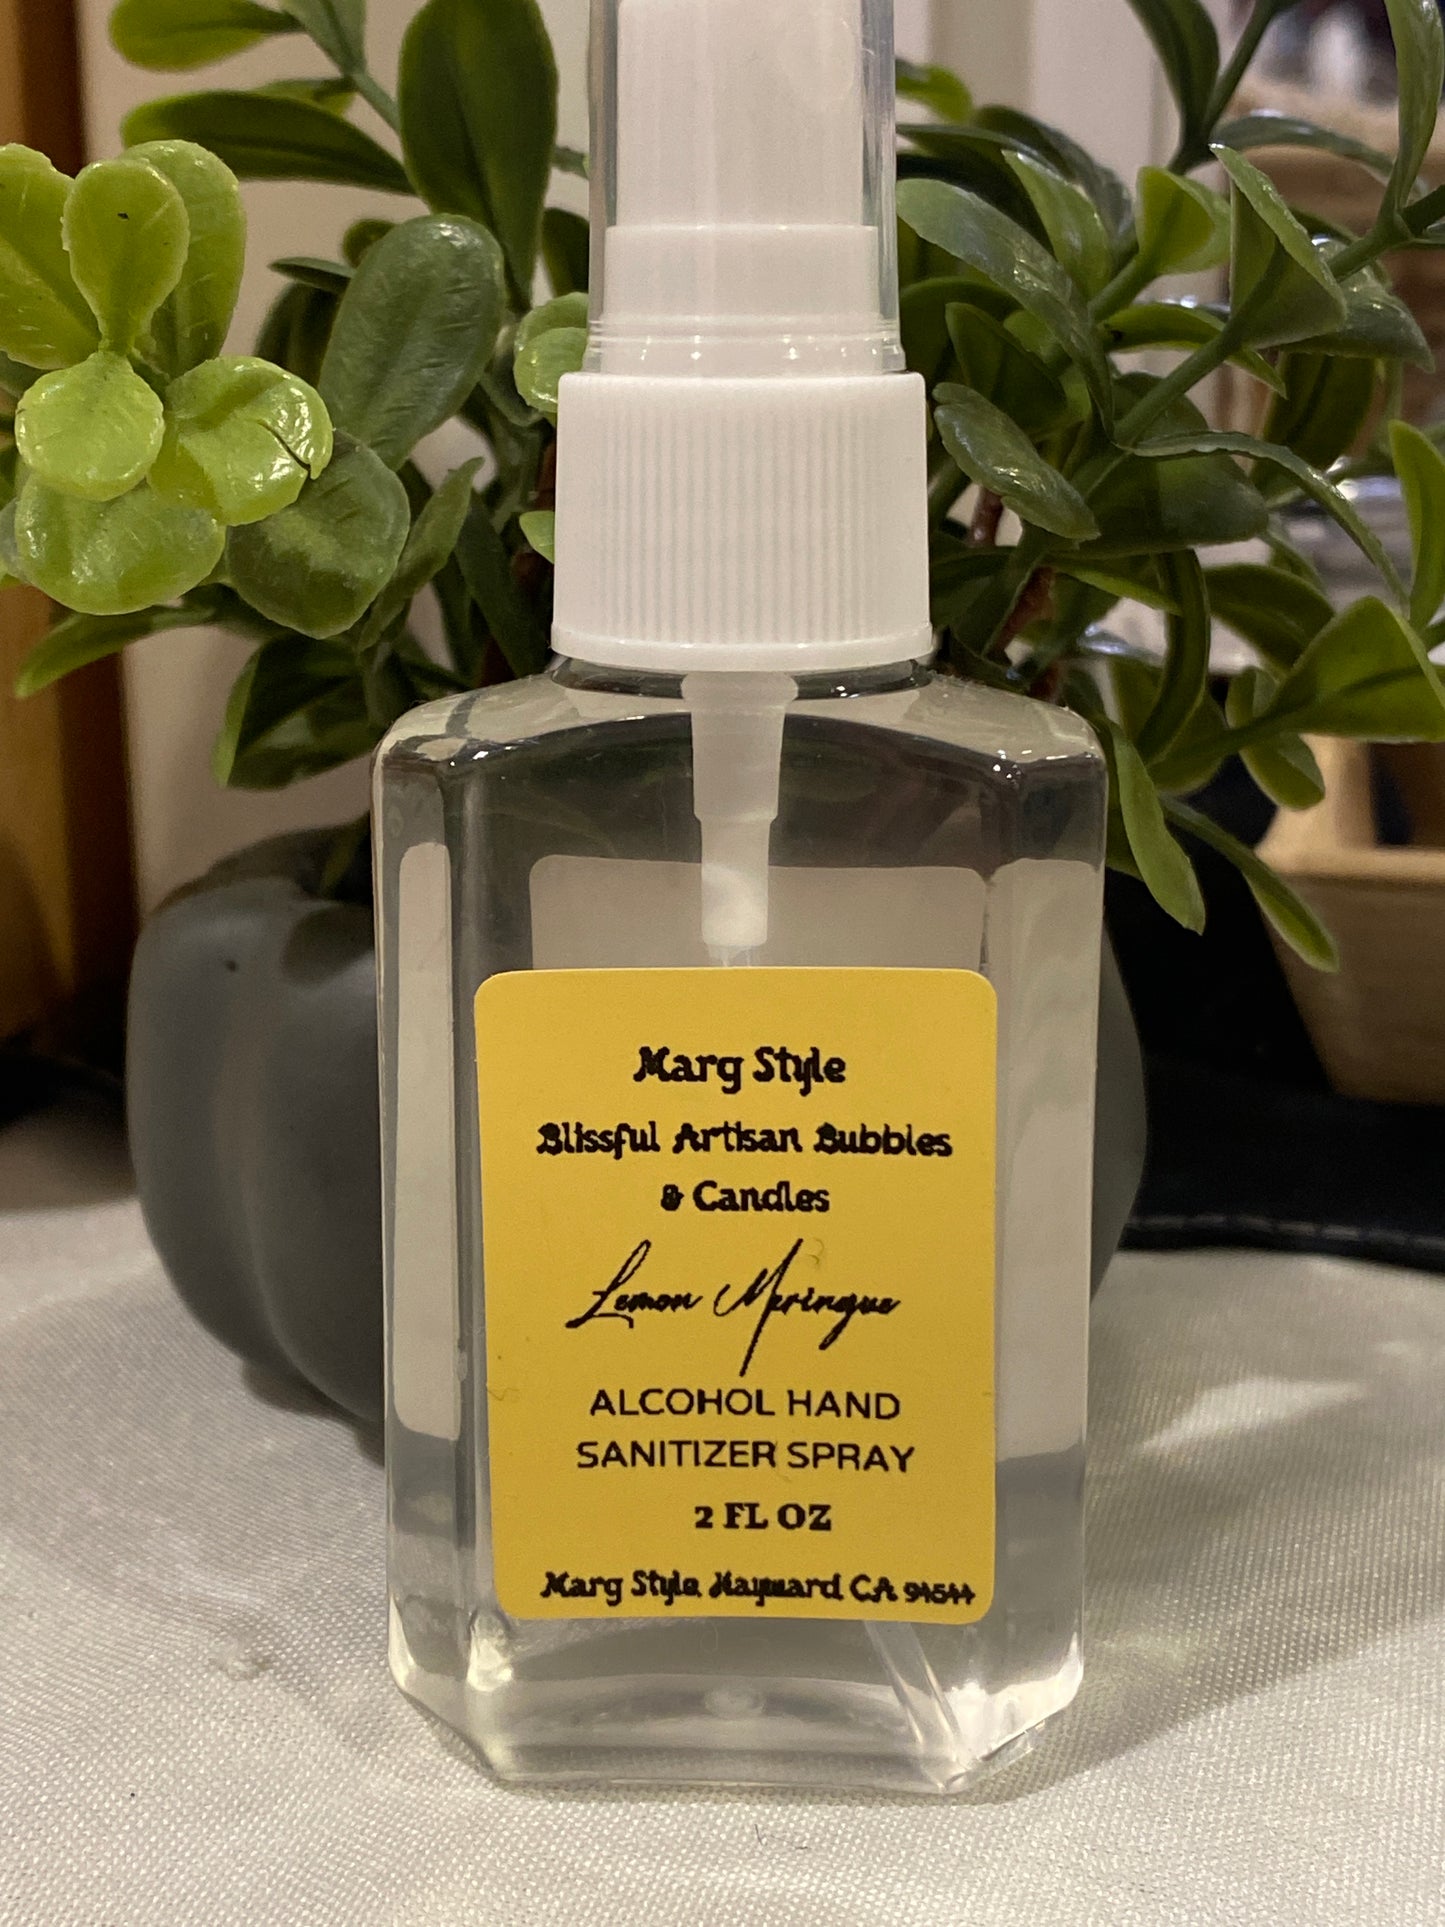 Marg Style
Blissful Artisan Bubbles
& Candles
Lemon Meringue
ALCOHOL HAND
SANITIZER SPRAY
2 FL OZ
Marg Style Hayward CA 94544